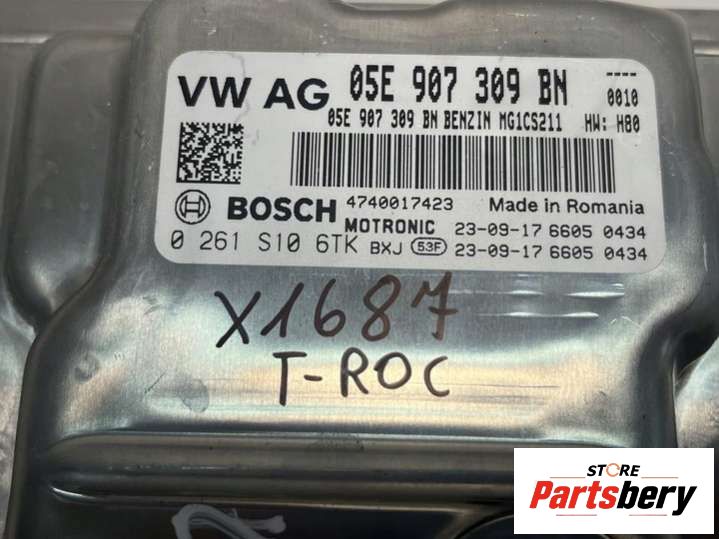 VW AG 05E 907 309 BN ----
0010
05E 907 309 BN BENZIN MG1CS211 HW: H80
4740017423 Made in Romania
BOSCH MOTRONIC 23-09-17 6605 0434
0 261 S10 6TK BXJ 53F 23-09-17 6605 0434
X1687
T-ROC
STORE
Partsbery